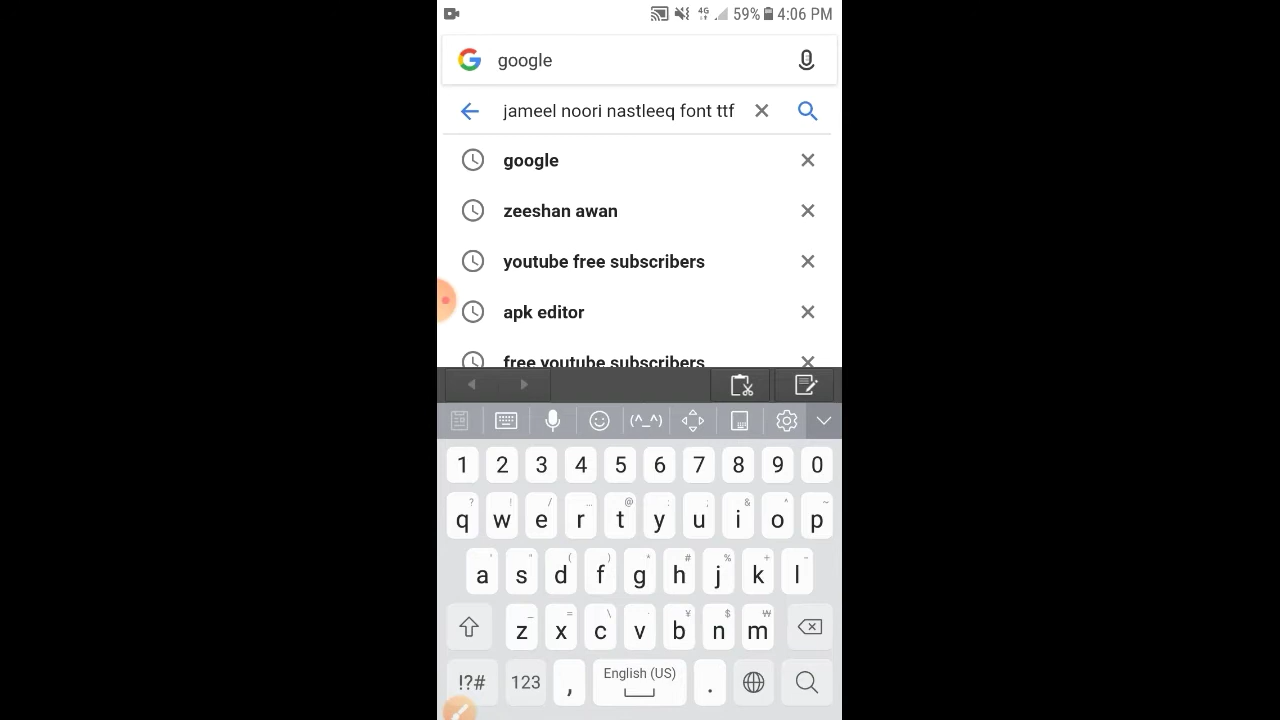 59% 4:06 PM
google
jameel noori nastleeq font ttf
google
zeeshan awan
youtube free subscribers
apk editor
free youtube subscribers
(^_^)
1 2 3 4 5 6 7 8 9 0
q w e r t y u i o p
a s d f g h j k l
z x c v b n m
!?# 123 , English (US) .